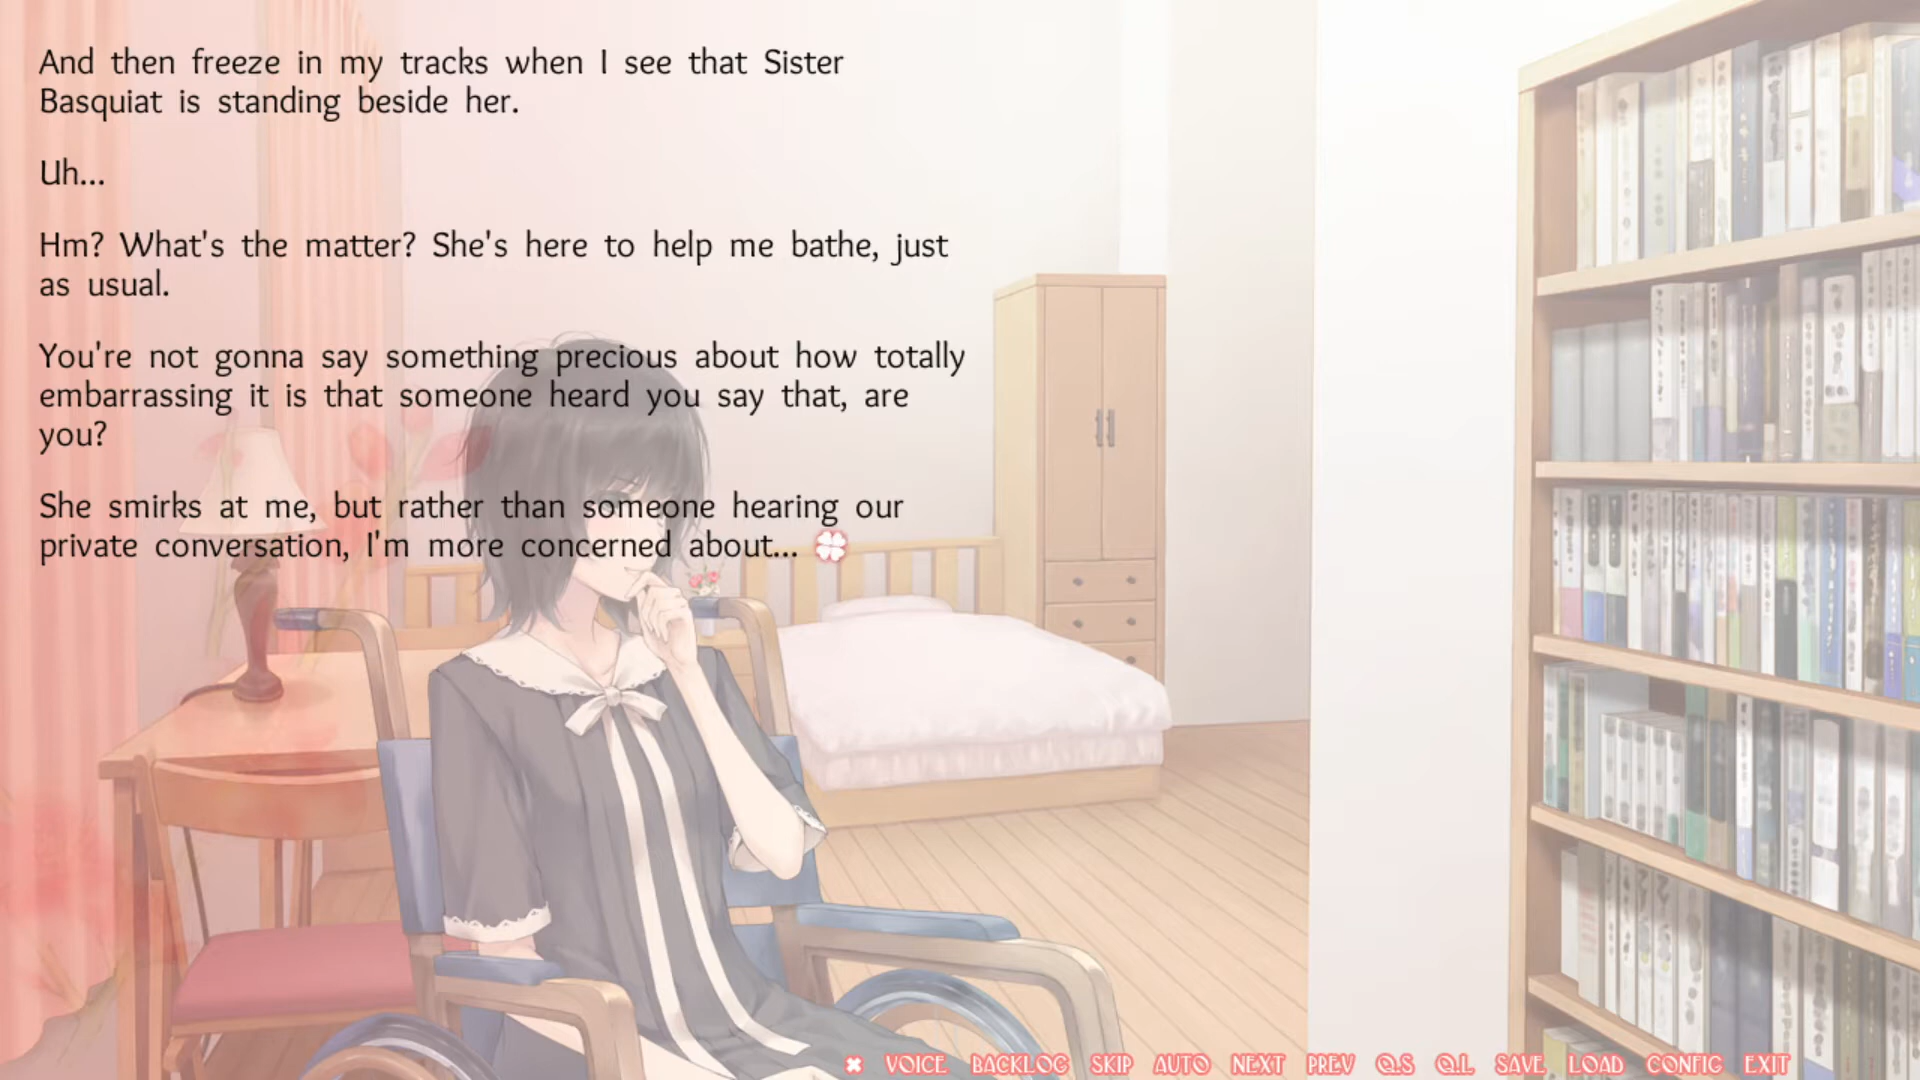 And then freeze in my tracks when I see that Sister
Basquiat is standing beside her.
Uh...
Hm? What's the matter? She's here to help me bathe, just
as usual.
You're not gonna say something precious about how totally
embarrassing it is that someone heard you say that, are
you?
She smirks at me, but rather than someone hearing our
private conversation, I'm more concerned about...
VOICE BACKLOG SKIP AUTO NEXT PREV Q.S Q.L SAVE LOAD CONFIG EXIT